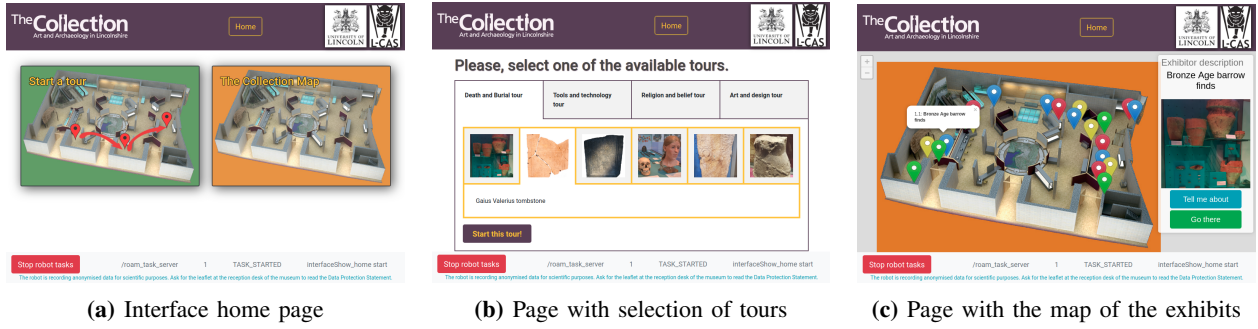 The Collection
Art and Archaeology in Lincolnshire
Home
UNIVERSITY OF
LINCOLN
L-CAS
Start a tour
The Collection Map
Stop robot tasks
/roam_task_server
1
TASK_STARTED
interfaceShow_home start
The robot is recording anonymised data for scientific purposes. Ask for the leaflet at the reception desk of the museum to read the Data Protection Statement.
(a) Interface home page
The Collection
Art and Archaeology in Lincolnshire
Home
UNIVERSITY OF
LINCOLN
L-CAS
Please, select one of the available tours.
Death and Burial tour
Tools and technology
tour
Religion and belief tour
Art and design tour
Gaius Valerius tombstone
Start this tour!
Stop robot tasks
/roam_task_server
1
TASK_STARTED
interfaceShow_home start
The robot is recording anonymised data for scientific purposes. Ask for the leaflet at the reception desk of the museum to read the Data Protection Statement.
(b) Page with selection of tours
The Collection
Art and Archaeology in Lincolnshire
Home
UNIVERSITY OF
LINCOLN
L-CAS
+
−
1.1: Bronze Age barrow
finds
Exhibitor description
Bronze Age barrow
finds
Tell me about
Go there
Stop robot tasks
/roam_task_server
1
TASK_STARTED
interfaceShow_home start
The robot is recording anonymised data for scientific purposes. Ask for the leaflet at the reception desk of the museum to read the Data Protection Statement.
(c) Page with the map of the exhibits